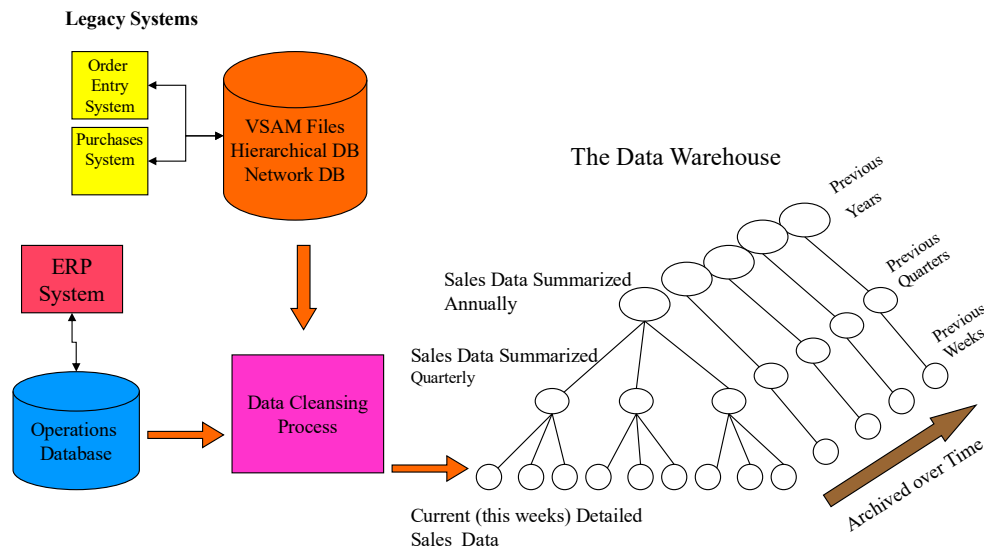 Legacy Systems
Order
Entry
System
Purchases
System
VSAM Files
Hierarchical DB
Network DB
The Data Warehouse
Previous
Years
ERP
System
Previous
Quarters
Sales Data Summarized
Annually
Previous
Weeks
Sales Data Summarized
Quarterly
Operations
Database
Data Cleansing
Process
Archived over Time
Current (this weeks) Detailed
Sales Data